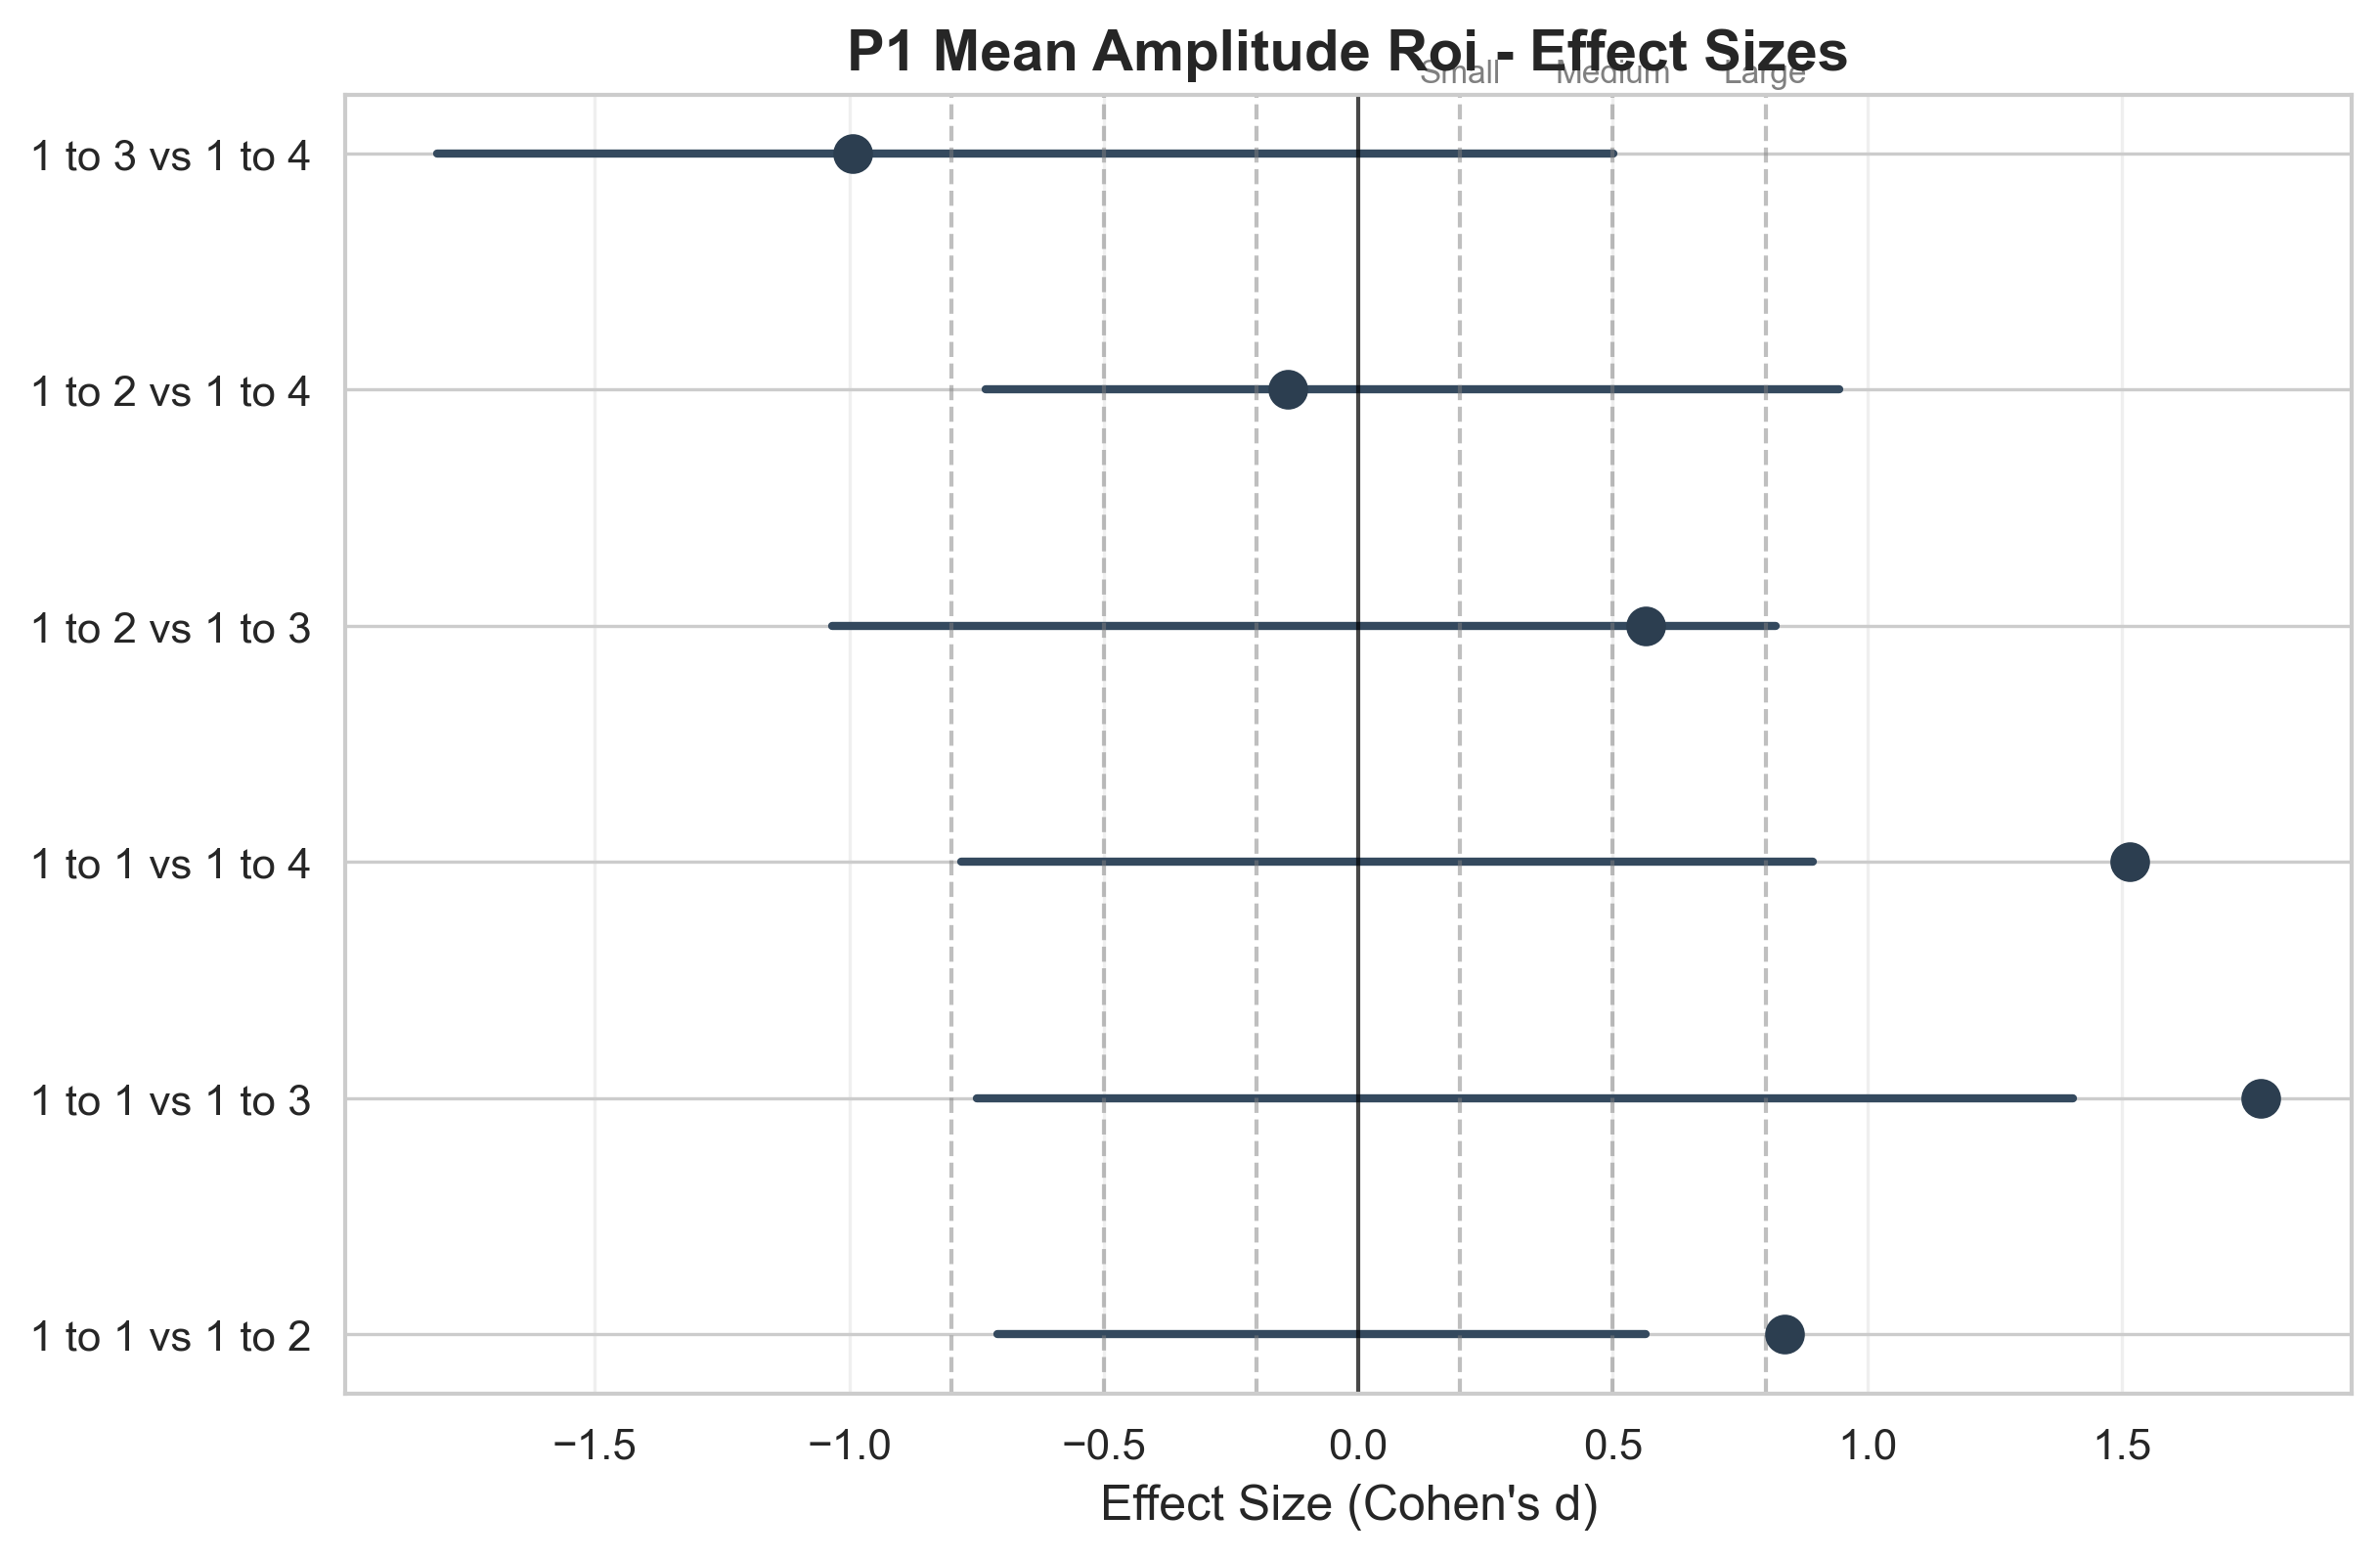 P1 Mean Amplitude Roi - Effect Sizes
Small Medium Large
1 to 3 vs 1 to 4
1 to 2 vs 1 to 4
1 to 2 vs 1 to 3
1 to 1 vs 1 to 4
1 to 1 vs 1 to 3
1 to 1 vs 1 to 2
−1.5 −1.0 −0.5 0.0 0.5 1.0 1.5
Effect Size (Cohen's d)